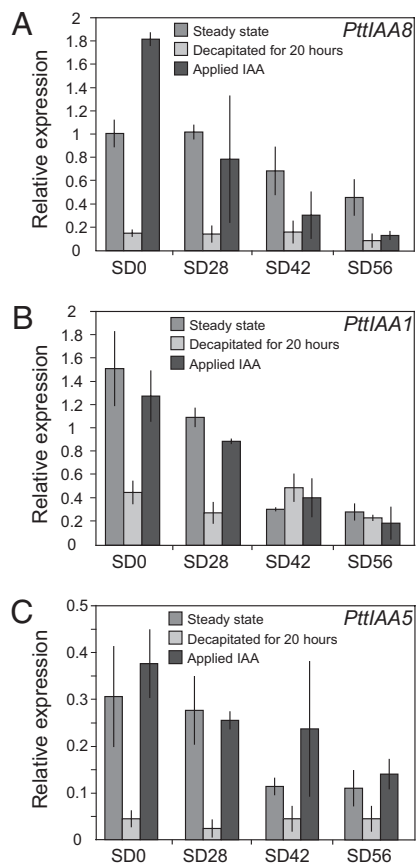 A
PttIAA8
Relative expression
2
1.8
1.6
1.4
1.2
1
0.8
0.6
0.4
0.2
0
Steady state
Decapitated for 20 hours
Applied IAA
SD0 SD28 SD42 SD56
B
PttIAA1
Relative expression
1.8
1.6
1.4
1.2
1
0.8
0.6
0.4
0.2
0
Steady state
Decapitated for 20 hours
Applied IAA
SD0 SD28 SD42 SD56
C
PttIAA5
Relative expression
0.5
0.4
0.3
0.2
0.1
0
Steady state
Decapitated for 20 hours
Applied IAA
SD0 SD28 SD42 SD56